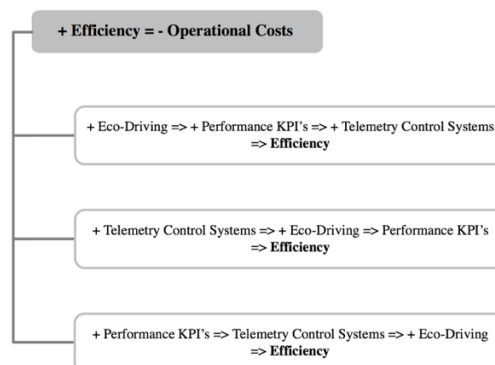 + Efficiency = - Operational Costs
+ Eco-Driving => + Performance KPI's => + Telemetry Control Systems
=> Efficiency
+ Telemetry Control Systems => + Eco-Driving => Performance KPI's
=> Efficiency
+ Performance KPI's => Telemetry Control Systems => + Eco-Driving
=> Efficiency